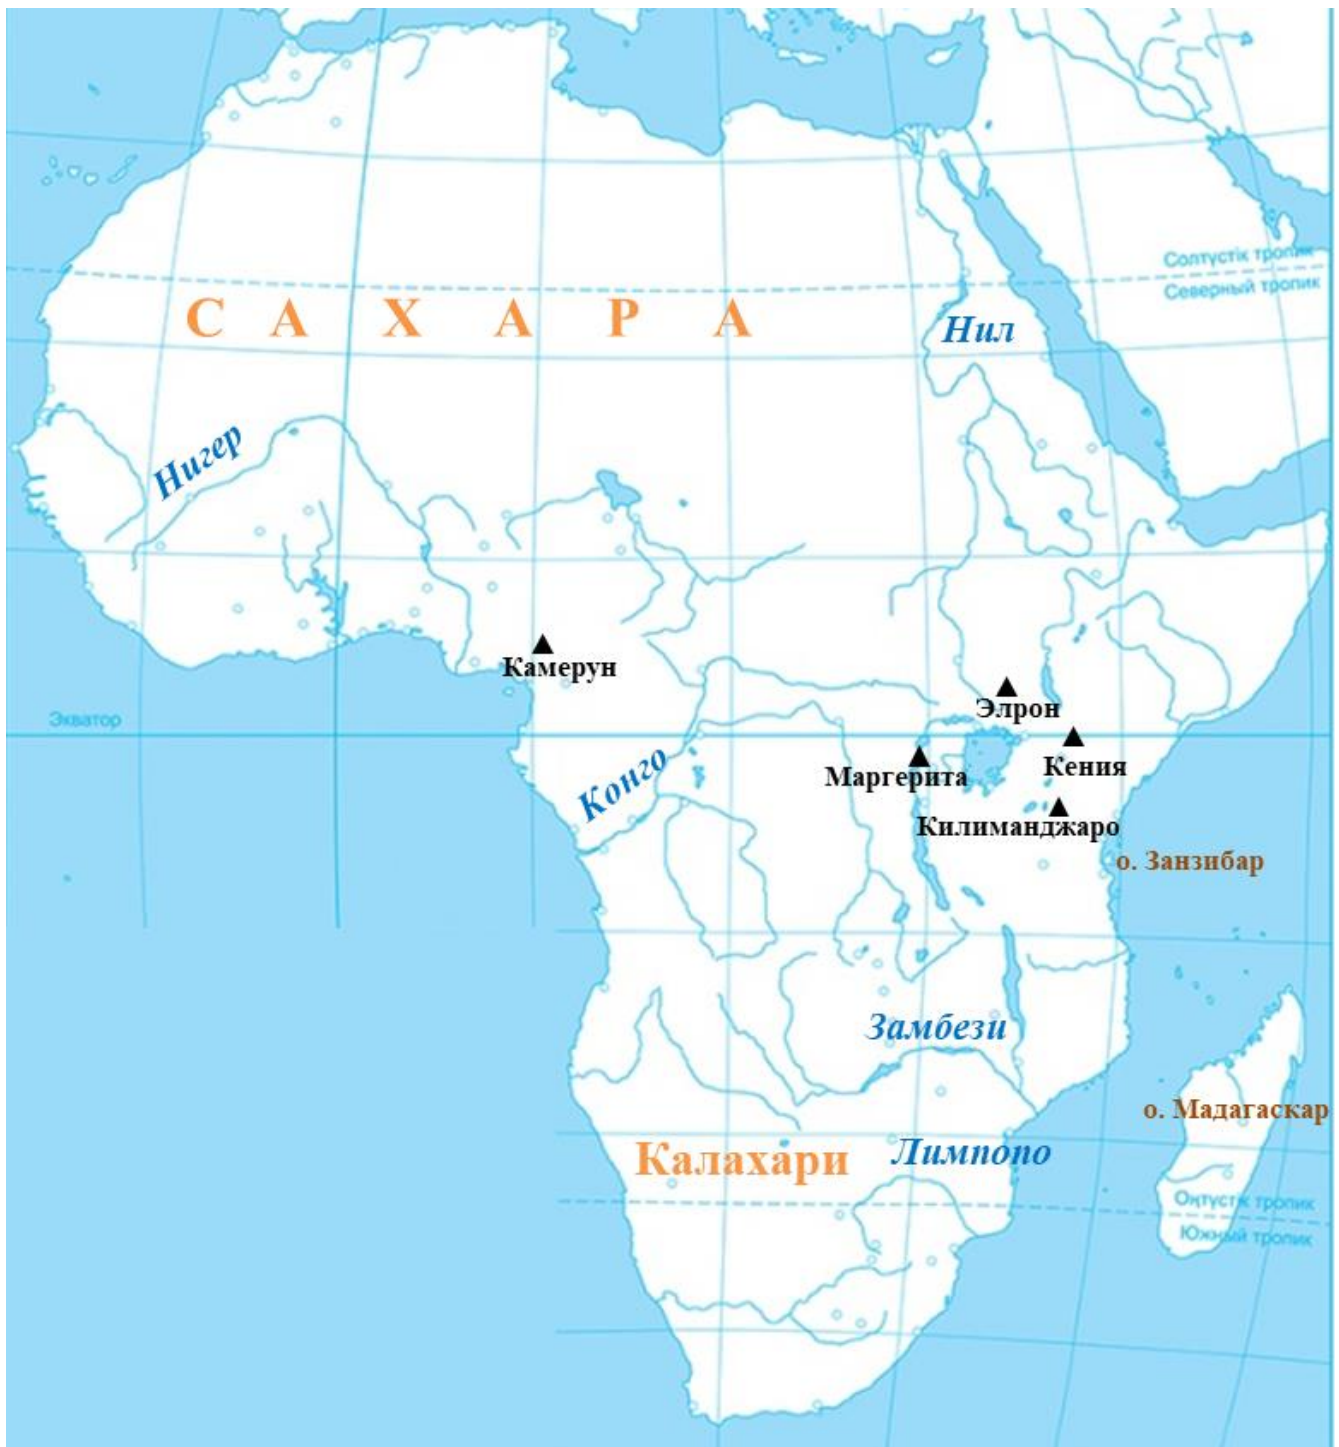 Солтүстік тропик
Северный тропик
С А Х А Р А
Нил
Нигер
Камерун
Элрон
Экватор
Кения
Маргерита
Конго
Килиманджаро
о. Занзибар
Замбези
о. Мадагаскар
Калахари
Лимпопо
Оңтүстік тропик
Южный тропик